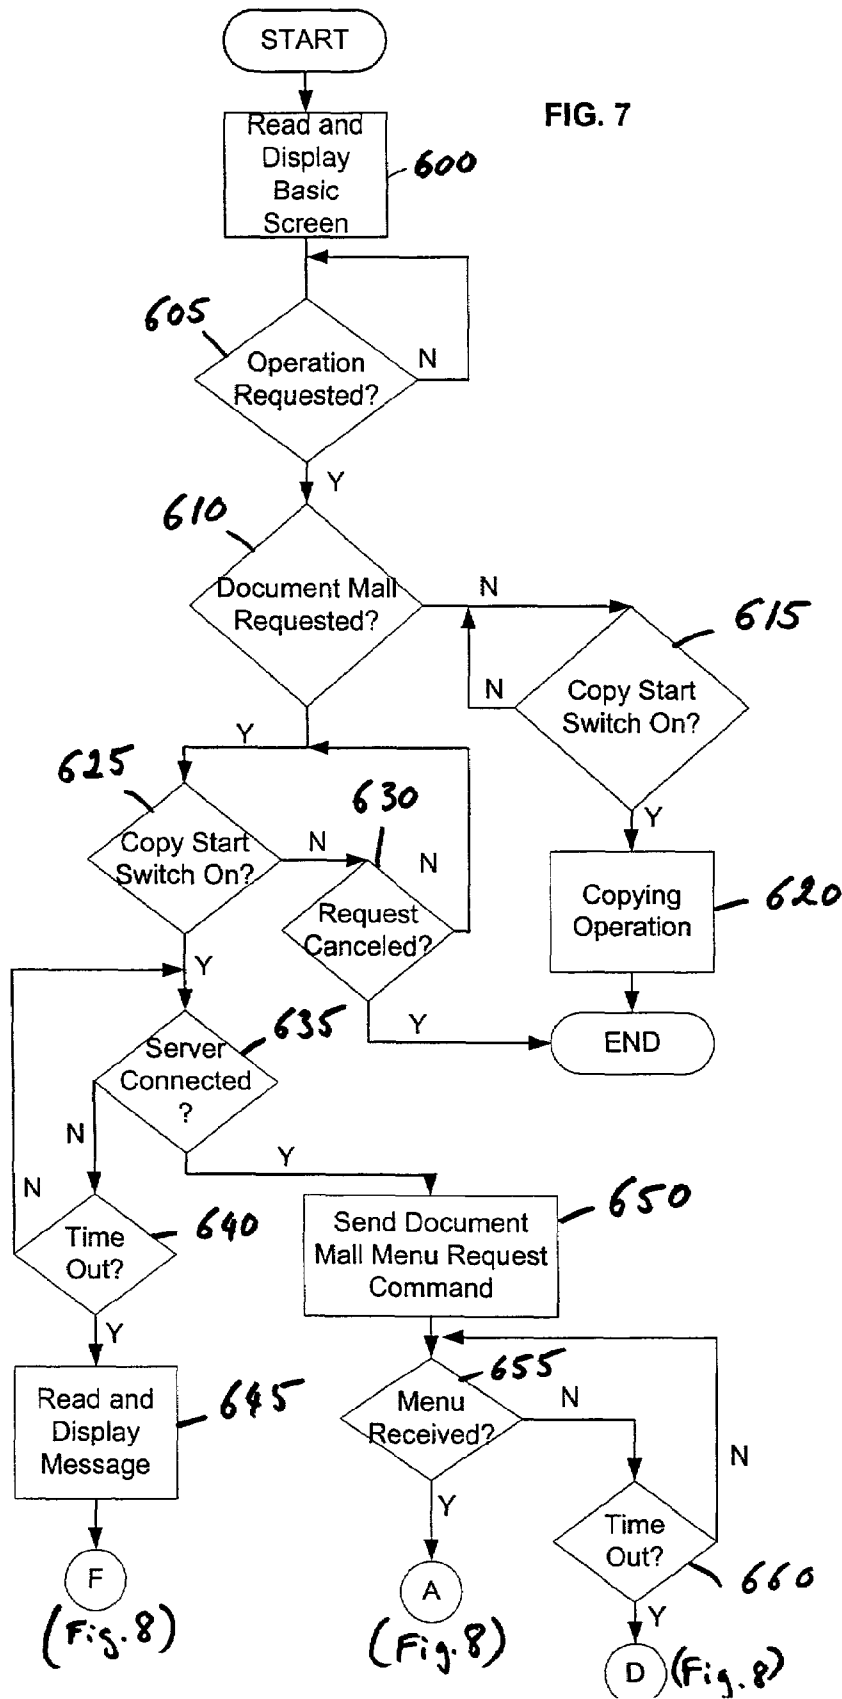 START
FIG. 7
Read and
Display
Basic
Screen
600
605
Operation
Requested?
N
Y
610
Document Mall
Requested?
N
615
Copy Start
Switch On?
N
Y
Y
625
Copy Start
Switch On?
N
630
Request
Canceled?
N
Copying
Operation
620
Y
Y
END
635
Server
Connected
?
N
Y
N
640
Time
Out?
Y
650
Send Document
Mall Menu Request
Command
645
Read and
Display
Message
655
Menu
Received?
N
N
Y
Time
Out?
660
Y
F
(Fig. 8)
A
(Fig. 8)
D
(Fig. 8)